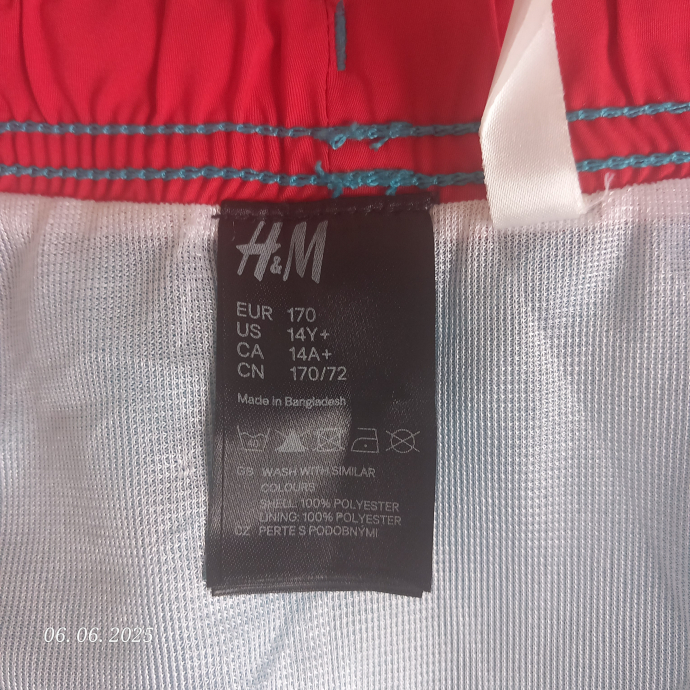 H&M
EUR 170
US 14Y+
CA 14A+
CN 170/72
Made in Bangladesh
GB WASH WITH SIMILAR
COLOURS
SHELL: 100% POLYESTER
LINING: 100% POLYESTER
CZ PERTE S PODOBNÝMI
06. 06. 2025